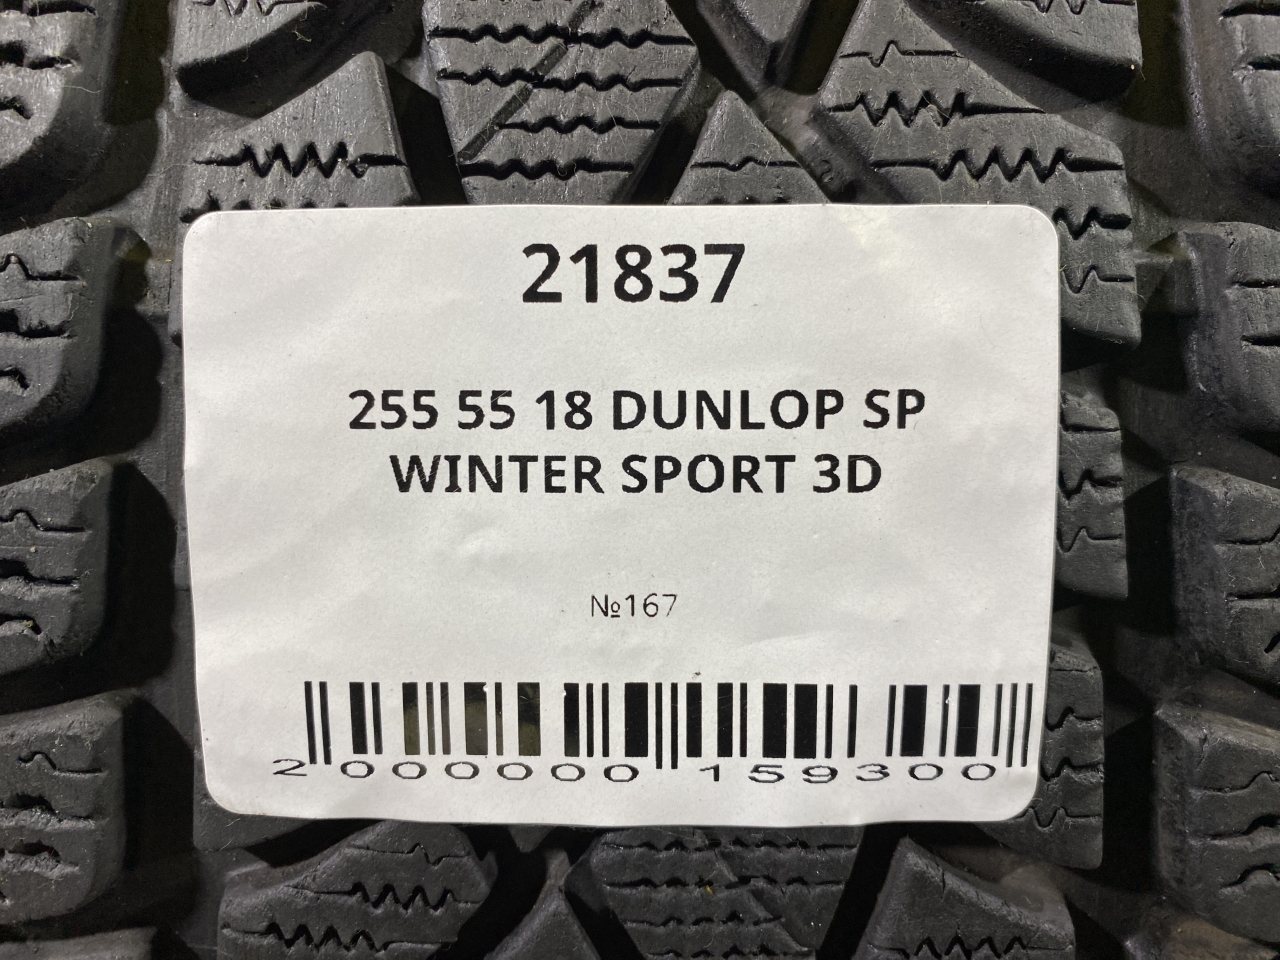 21837
255 55 18 DUNLOP SP
WINTER SPORT 3D
№167
2 000000 159300